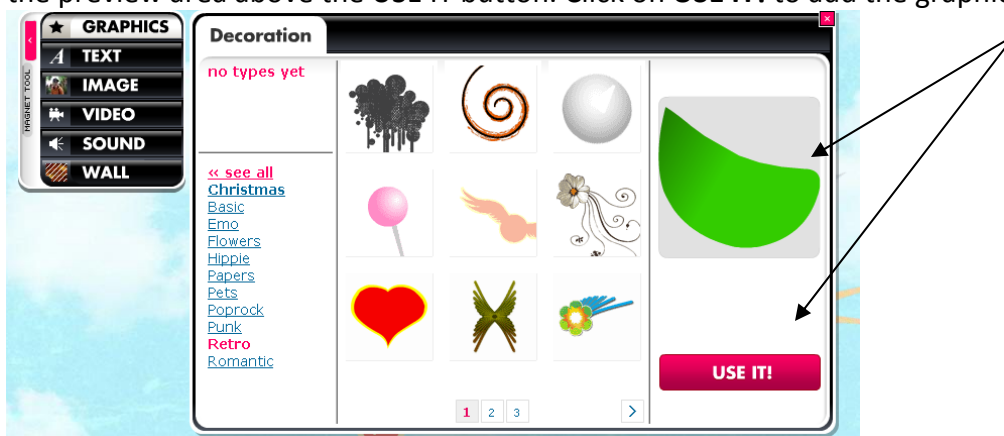 the preview area above the USE IT button. Click on USE IT! to add the graphic
GRAPHICS
A TEXT
IMAGE
VIDEO
SOUND
WALL
MAGNET TOOL
Decoration
no types yet
<< see all
Christmas
Basic
Emo
Flowers
Hippie
Papers
Pets
Poprock
Punk
Retro
Romantic
1 2 3
USE IT!